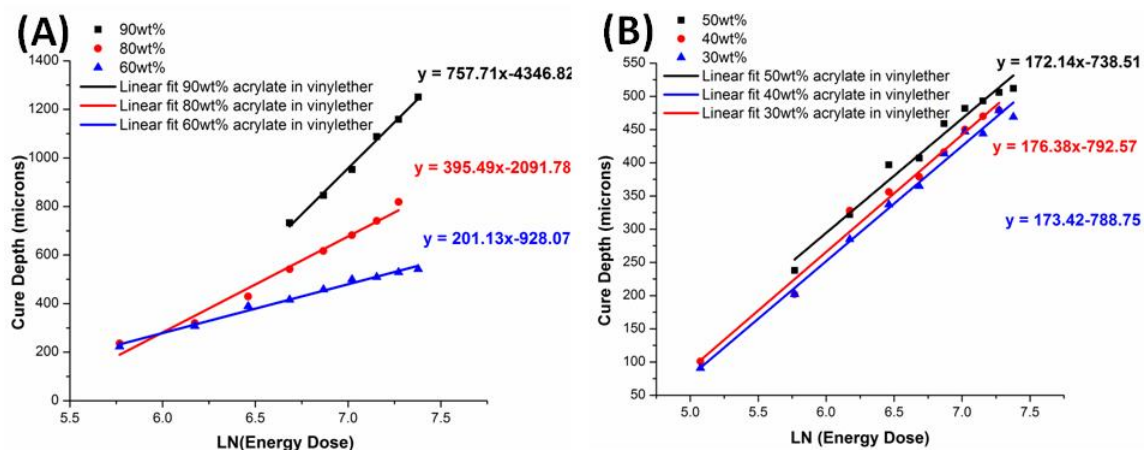 (A)
90wt%
80wt%
60wt%
Linear fit 90wt% acrylate in vinylether
Linear fit 80wt% acrylate in vinylether
Linear fit 60wt% acrylate in vinylether
y = 757.71x-4346.82
y = 395.49x-2091.78
y = 201.13x-928.07
1400
1200
1000
800
600
400
200
0
Cure Depth (microns)
5.5 6.0 6.5 7.0 7.5
LN(Energy Dose)
(B)
50wt%
40wt%
30wt%
Linear fit 50wt% acrylate in vinylether
Linear fit 40wt% acrylate in vinylether
Linear fit 30wt% acrylate in vinylether
y = 172.14x-738.51
y = 176.38x-792.57
y = 173.42x-788.75
550
500
450
400
350
300
250
200
150
100
50
Cure Depth (microns)
5.0 5.5 6.0 6.5 7.0 7.5
LN (Energy Dose)